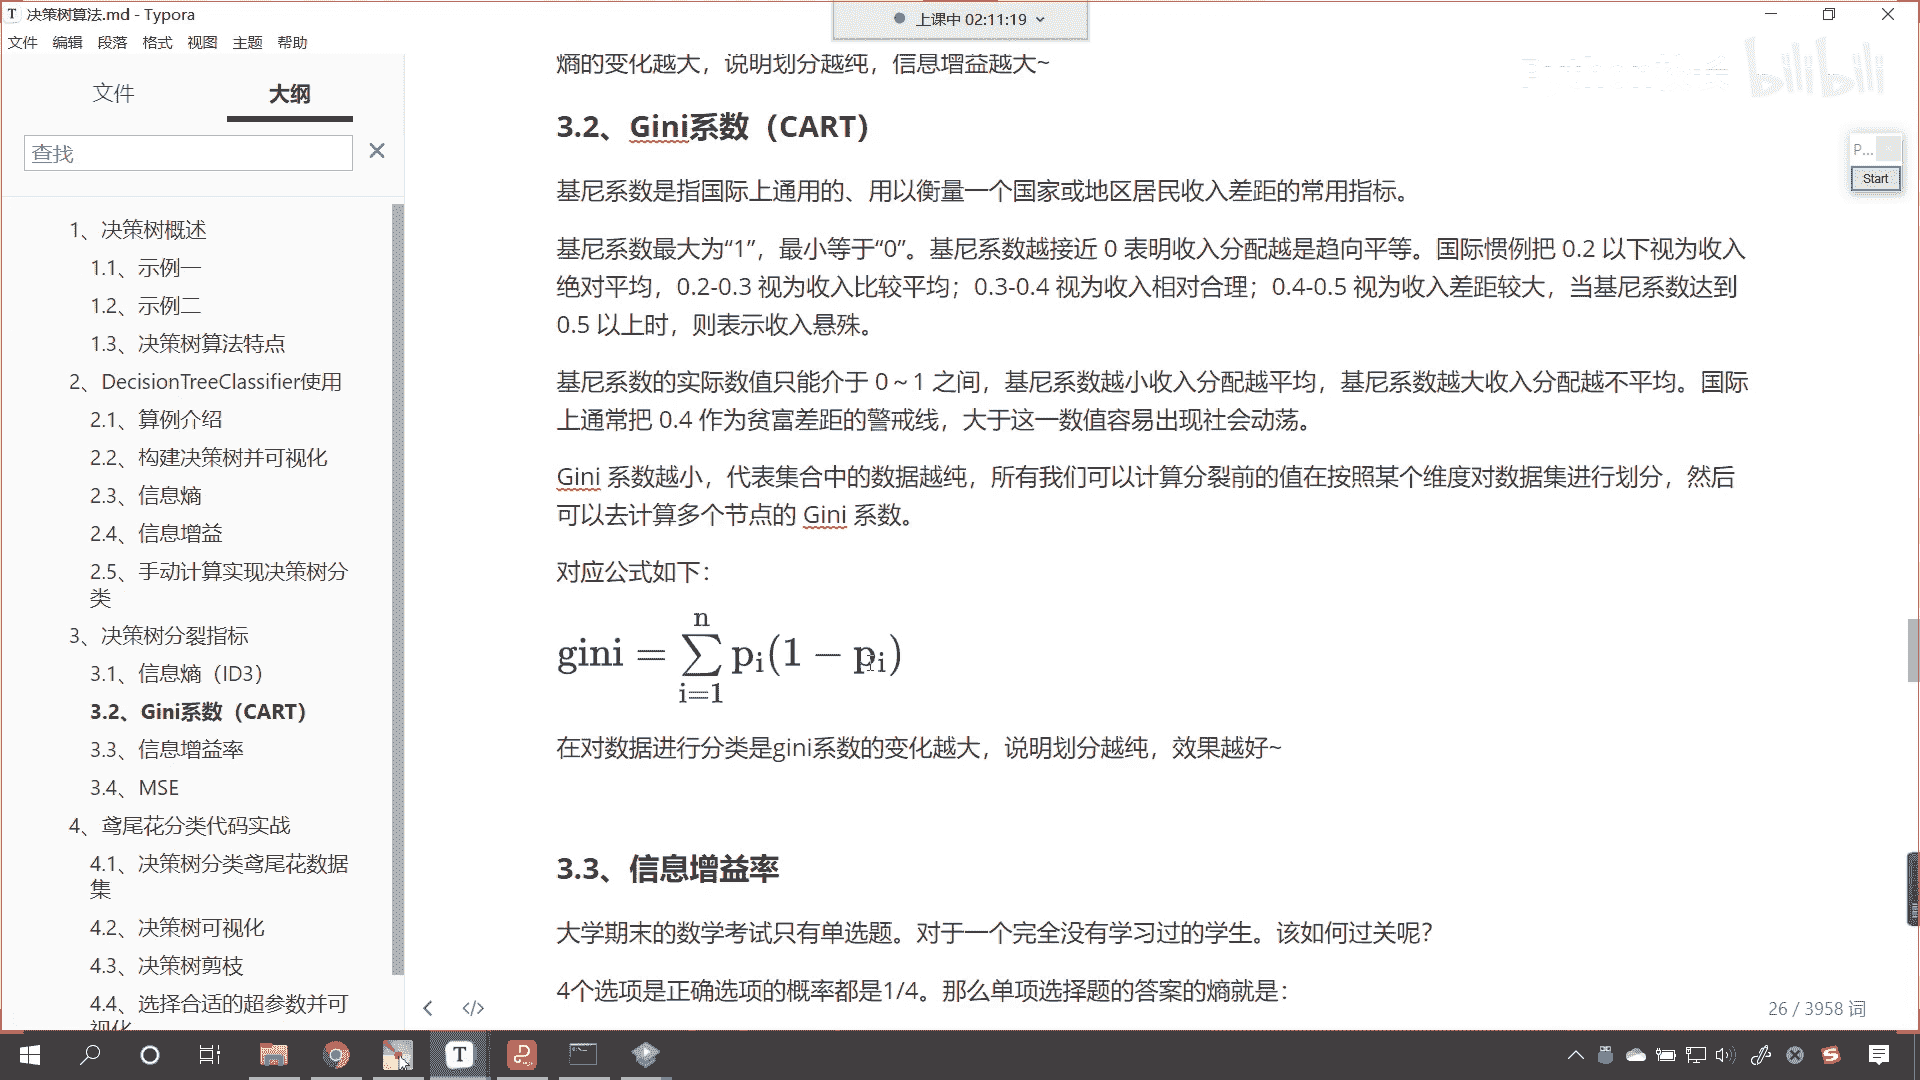 决策树算法.md - Typora
上课中 02:11:19
文件 编辑 段落 格式 视图 主题 帮助
文件 大纲
查找
1、决策树概述
1.1、示例一
1.2、示例二
1.3、决策树算法特点
2、DecisionTreeClassifier使用
2.1、算例介绍
2.2、构建决策树并可视化
2.3、信息熵
2.4、信息增益
2.5、手动计算实现决策树分
类
3、决策树分裂指标
3.1、信息熵（ID3）
3.2、Gini系数（CART）
3.3、信息增益率
3.4、MSE
4、鸢尾花分类代码实战
4.1、决策树分类鸢尾花数据
集
4.2、决策树可视化
4.3、决策树剪枝
4.4、选择合适的超参数并可
视化
熵的变化越大，说明划分越纯，信息增益越大~
3.2、Gini系数（CART）
基尼系数是指国际上通用的、用以衡量一个国家或地区居民收入差距的常用指标。
基尼系数最大为“1”，最小等于“0”。基尼系数越接近 0 表明收入分配越是趋向平等。国际惯例把 0.2 以下视为收入
绝对平均，0.2-0.3 视为收入比较平均；0.3-0.4 视为收入相对合理；0.4-0.5 视为收入差距较大，当基尼系数达到
0.5 以上时，则表示收入悬殊。
基尼系数的实际数值只能介于 0～1 之间，基尼系数越小收入分配越平均，基尼系数越大收入分配越不平均。国际
上通常把 0.4 作为贫富差距的警戒线，大于这一数值容易出现社会动荡。
Gini 系数越小，代表集合中的数据越纯，所有我们可以计算分裂前的值在按照某个维度对数据集进行划分，然后
可以去计算多个节点的 Gini 系数。
对应公式如下：
gini = \sum_{i=1}^{n} p_i(1 − p_i)
在对数据进行分类是gini系数的变化越大，说明划分越纯，效果越好~
3.3、信息增益率
大学期末的数学考试只有单选题。对于一个完全没有学习过的学生。该如何过关呢？
4个选项是正确选项的概率都是1/4。那么单项选择题的答案的熵就是：
26 / 3958 词
bilibili
P...
Start